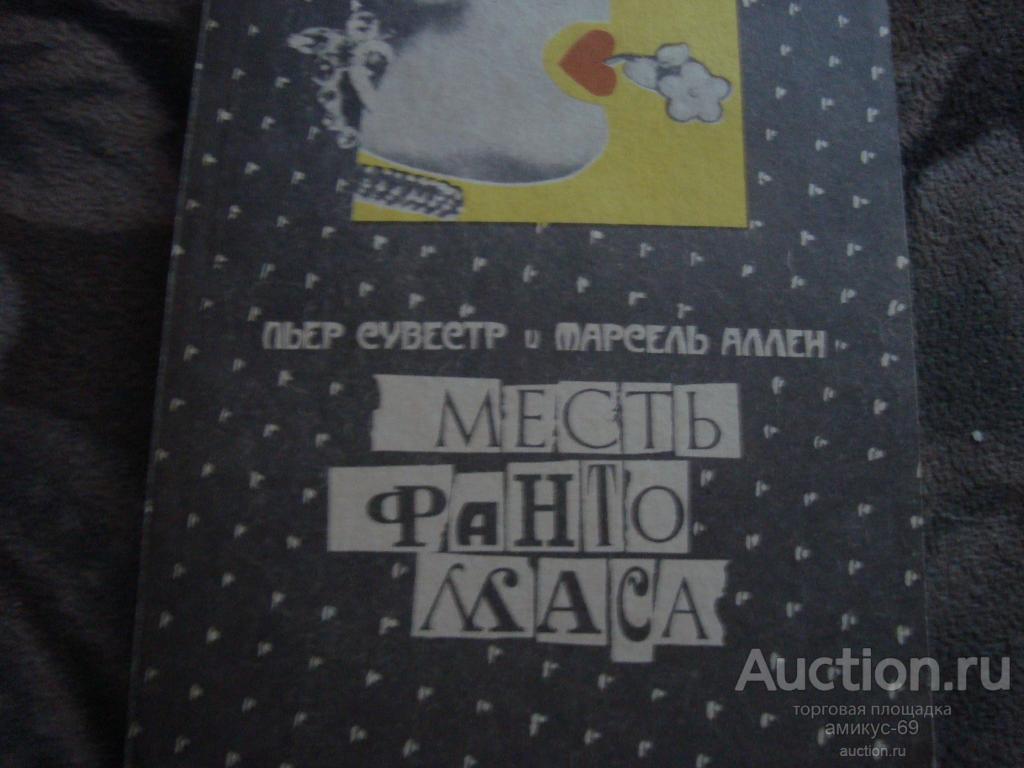 ПЬЕР СУВЕСТР и МАРСЕЛЬ АЛЛЕН
МЕСТЬ
ФАНТО
МАСА
Auction.ru
торговая площадка
амикус-69
auction.ru